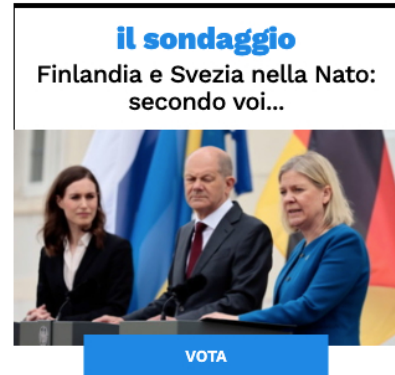 il sondaggio
Finlandia e Svezia nella Nato:
secondo voi...
VOTA